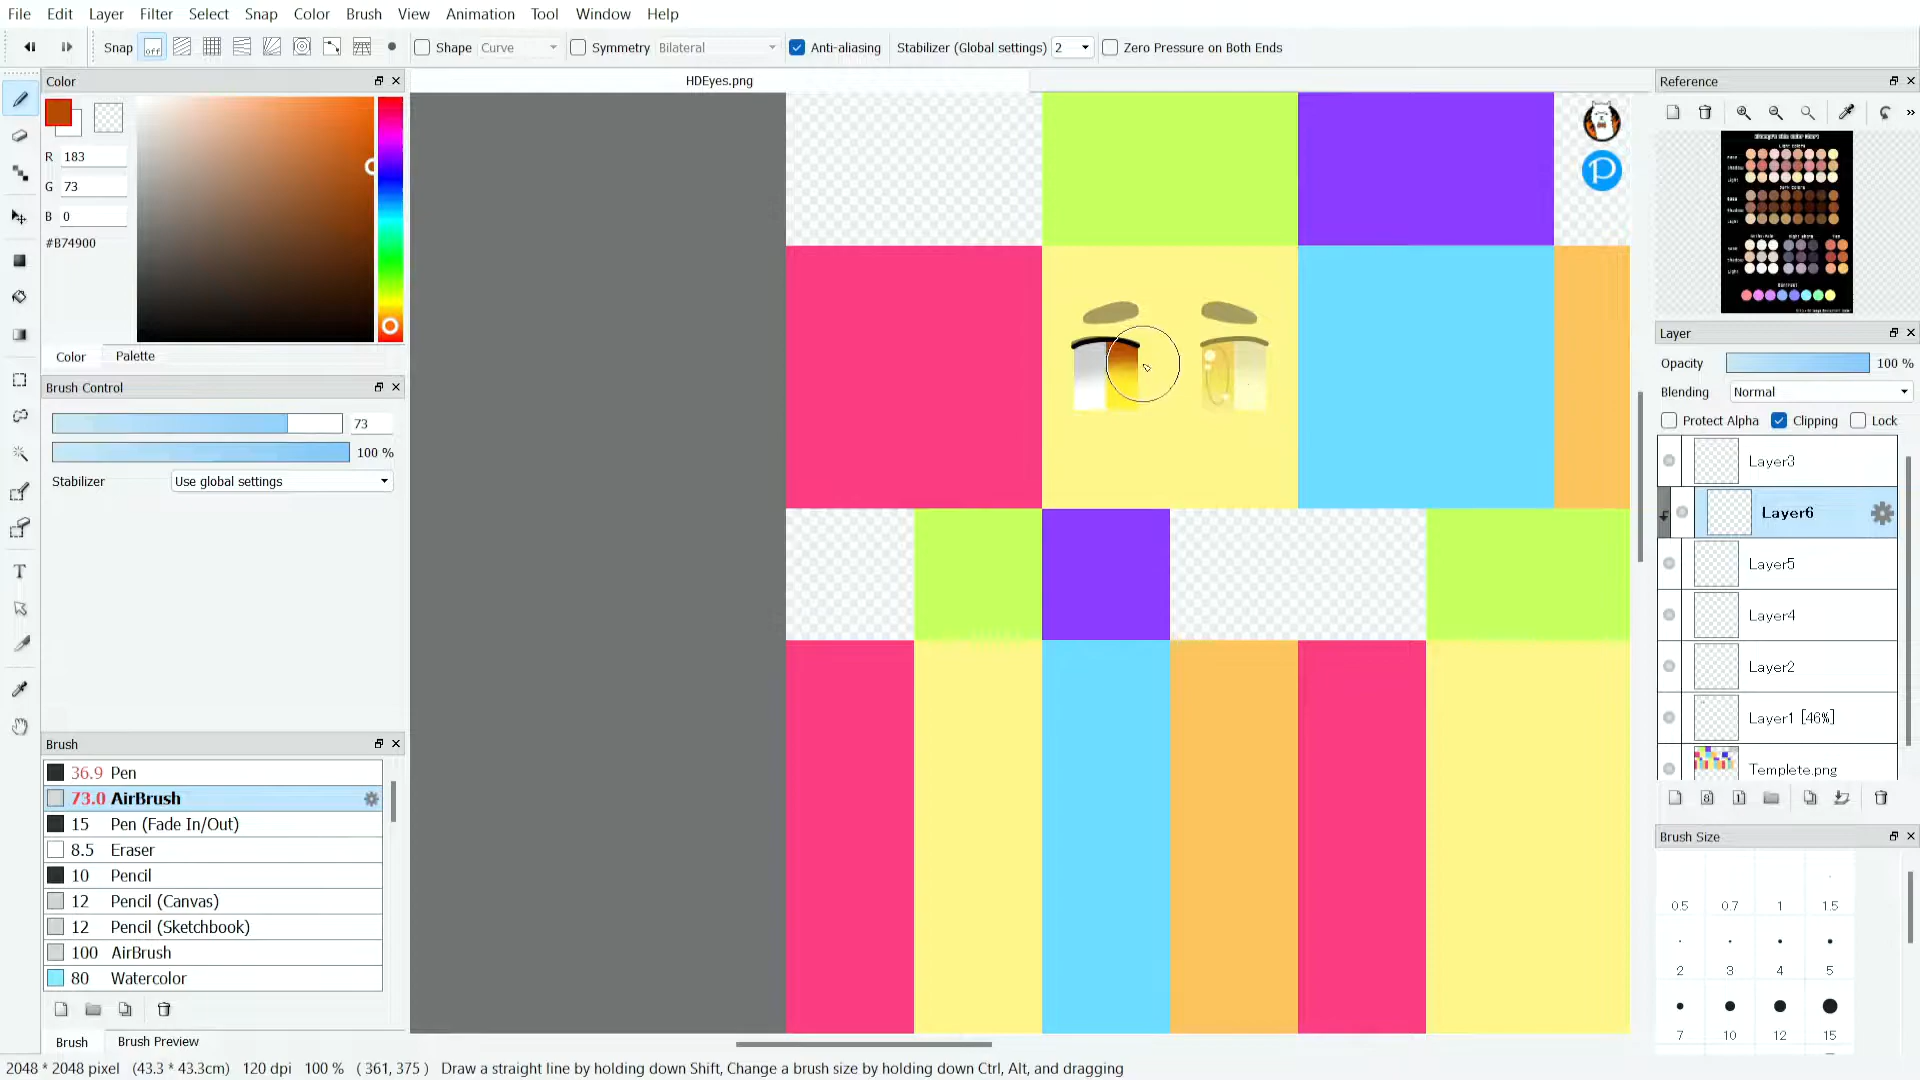 File Edit Layer Filter Select Snap Color Brush View Animation Tool Window Help
Snap off Shape Curve Symmetry Bilateral Anti-aliasing Stabilizer (Global settings) 2 Zero Pressure on Both Ends
Color
HDEyes.png
Reference
R 183
G 73
B 0
#B74900
Color Palette
Brush Control
73
100 %
Stabilizer Use global settings
Brush
36.9 Pen
73.0 AirBrush
15 Pen (Fade In/Out)
8.5 Eraser
10 Pencil
12 Pencil (Canvas)
12 Pencil (Sketchbook)
100 AirBrush
80 Watercolor
Brush Brush Preview
P
Layer
Opacity 100 %
Blending Normal
Protect Alpha Clipping Lock
Layer3
Layer6
Layer5
Layer4
Layer2
Layer1 [46%]
Templete.png
8 1
Brush Size
0.5 0.7 1 1.5
2 3 4 5
7 10 12 15
2048 * 2048 pixel (43.3 * 43.3cm) 120 dpi 100 % ( 361, 375 ) Draw a straight line by holding down Shift, Change a brush size by holding down Ctrl, Alt, and dragging